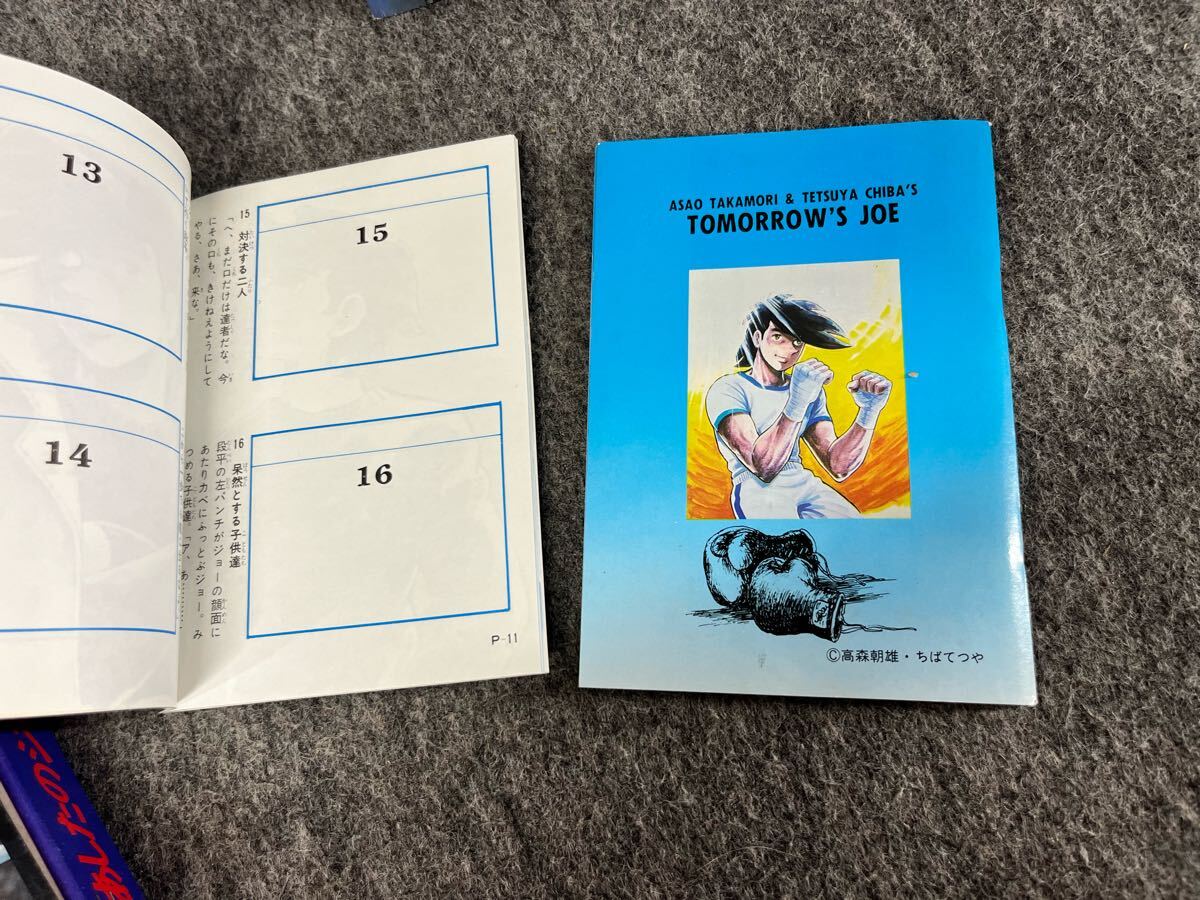 13
14
15
15 対決する二人
「へ、まだ口だけは達者だな。今
にその口も、きけねえようにして
やる、さあ、来な。」
16
16 呆然とする子供達
段平の左パンチがジョーの顔面に
あたりカベにふっとぶジョー。み
つめる子供達「ア、あ………」
P-11
ASAO TAKAMORI & TETSUYA CHIBA'S
TOMORROW'S JOE
©高森朝雄・ちばてつや
あしたのジ